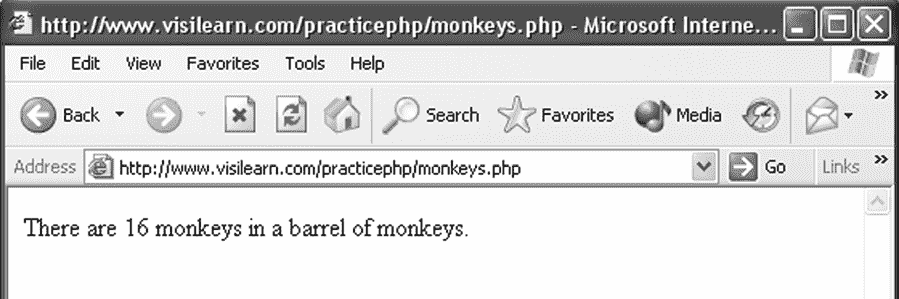 http://www.visilearn.com/practicephp/monkeys.php - Microsoft Interne...
File Edit View Favorites Tools Help
Back Search Favorites Media »
Address http://www.visilearn.com/practicephp/monkeys.php Go Links »
There are 16 monkeys in a barrel of monkeys.